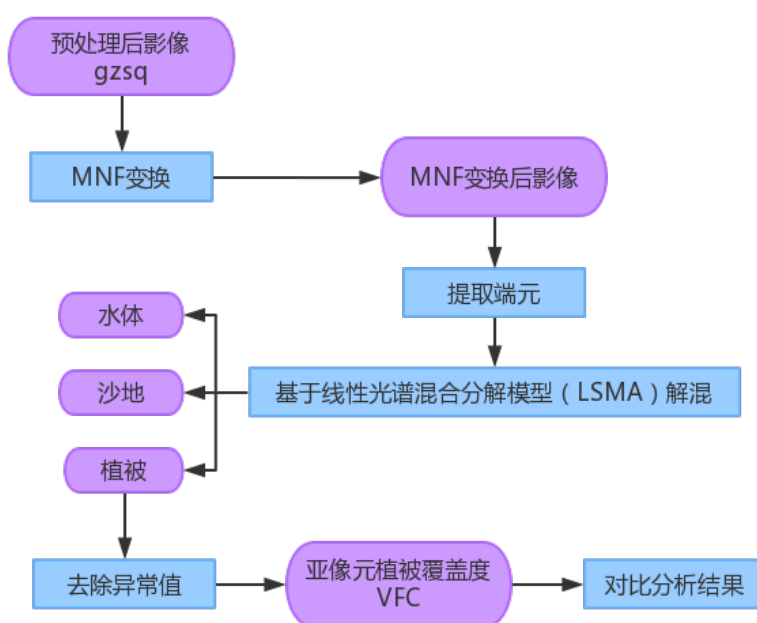 预处理后影像
gzsq
MNF变换
MNF变换后影像
提取端元
水体
沙地
基于线性光谱混合分解模型（LSMA）解混
植被
去除异常值
亚像元植被覆盖度
VFC
对比分析结果